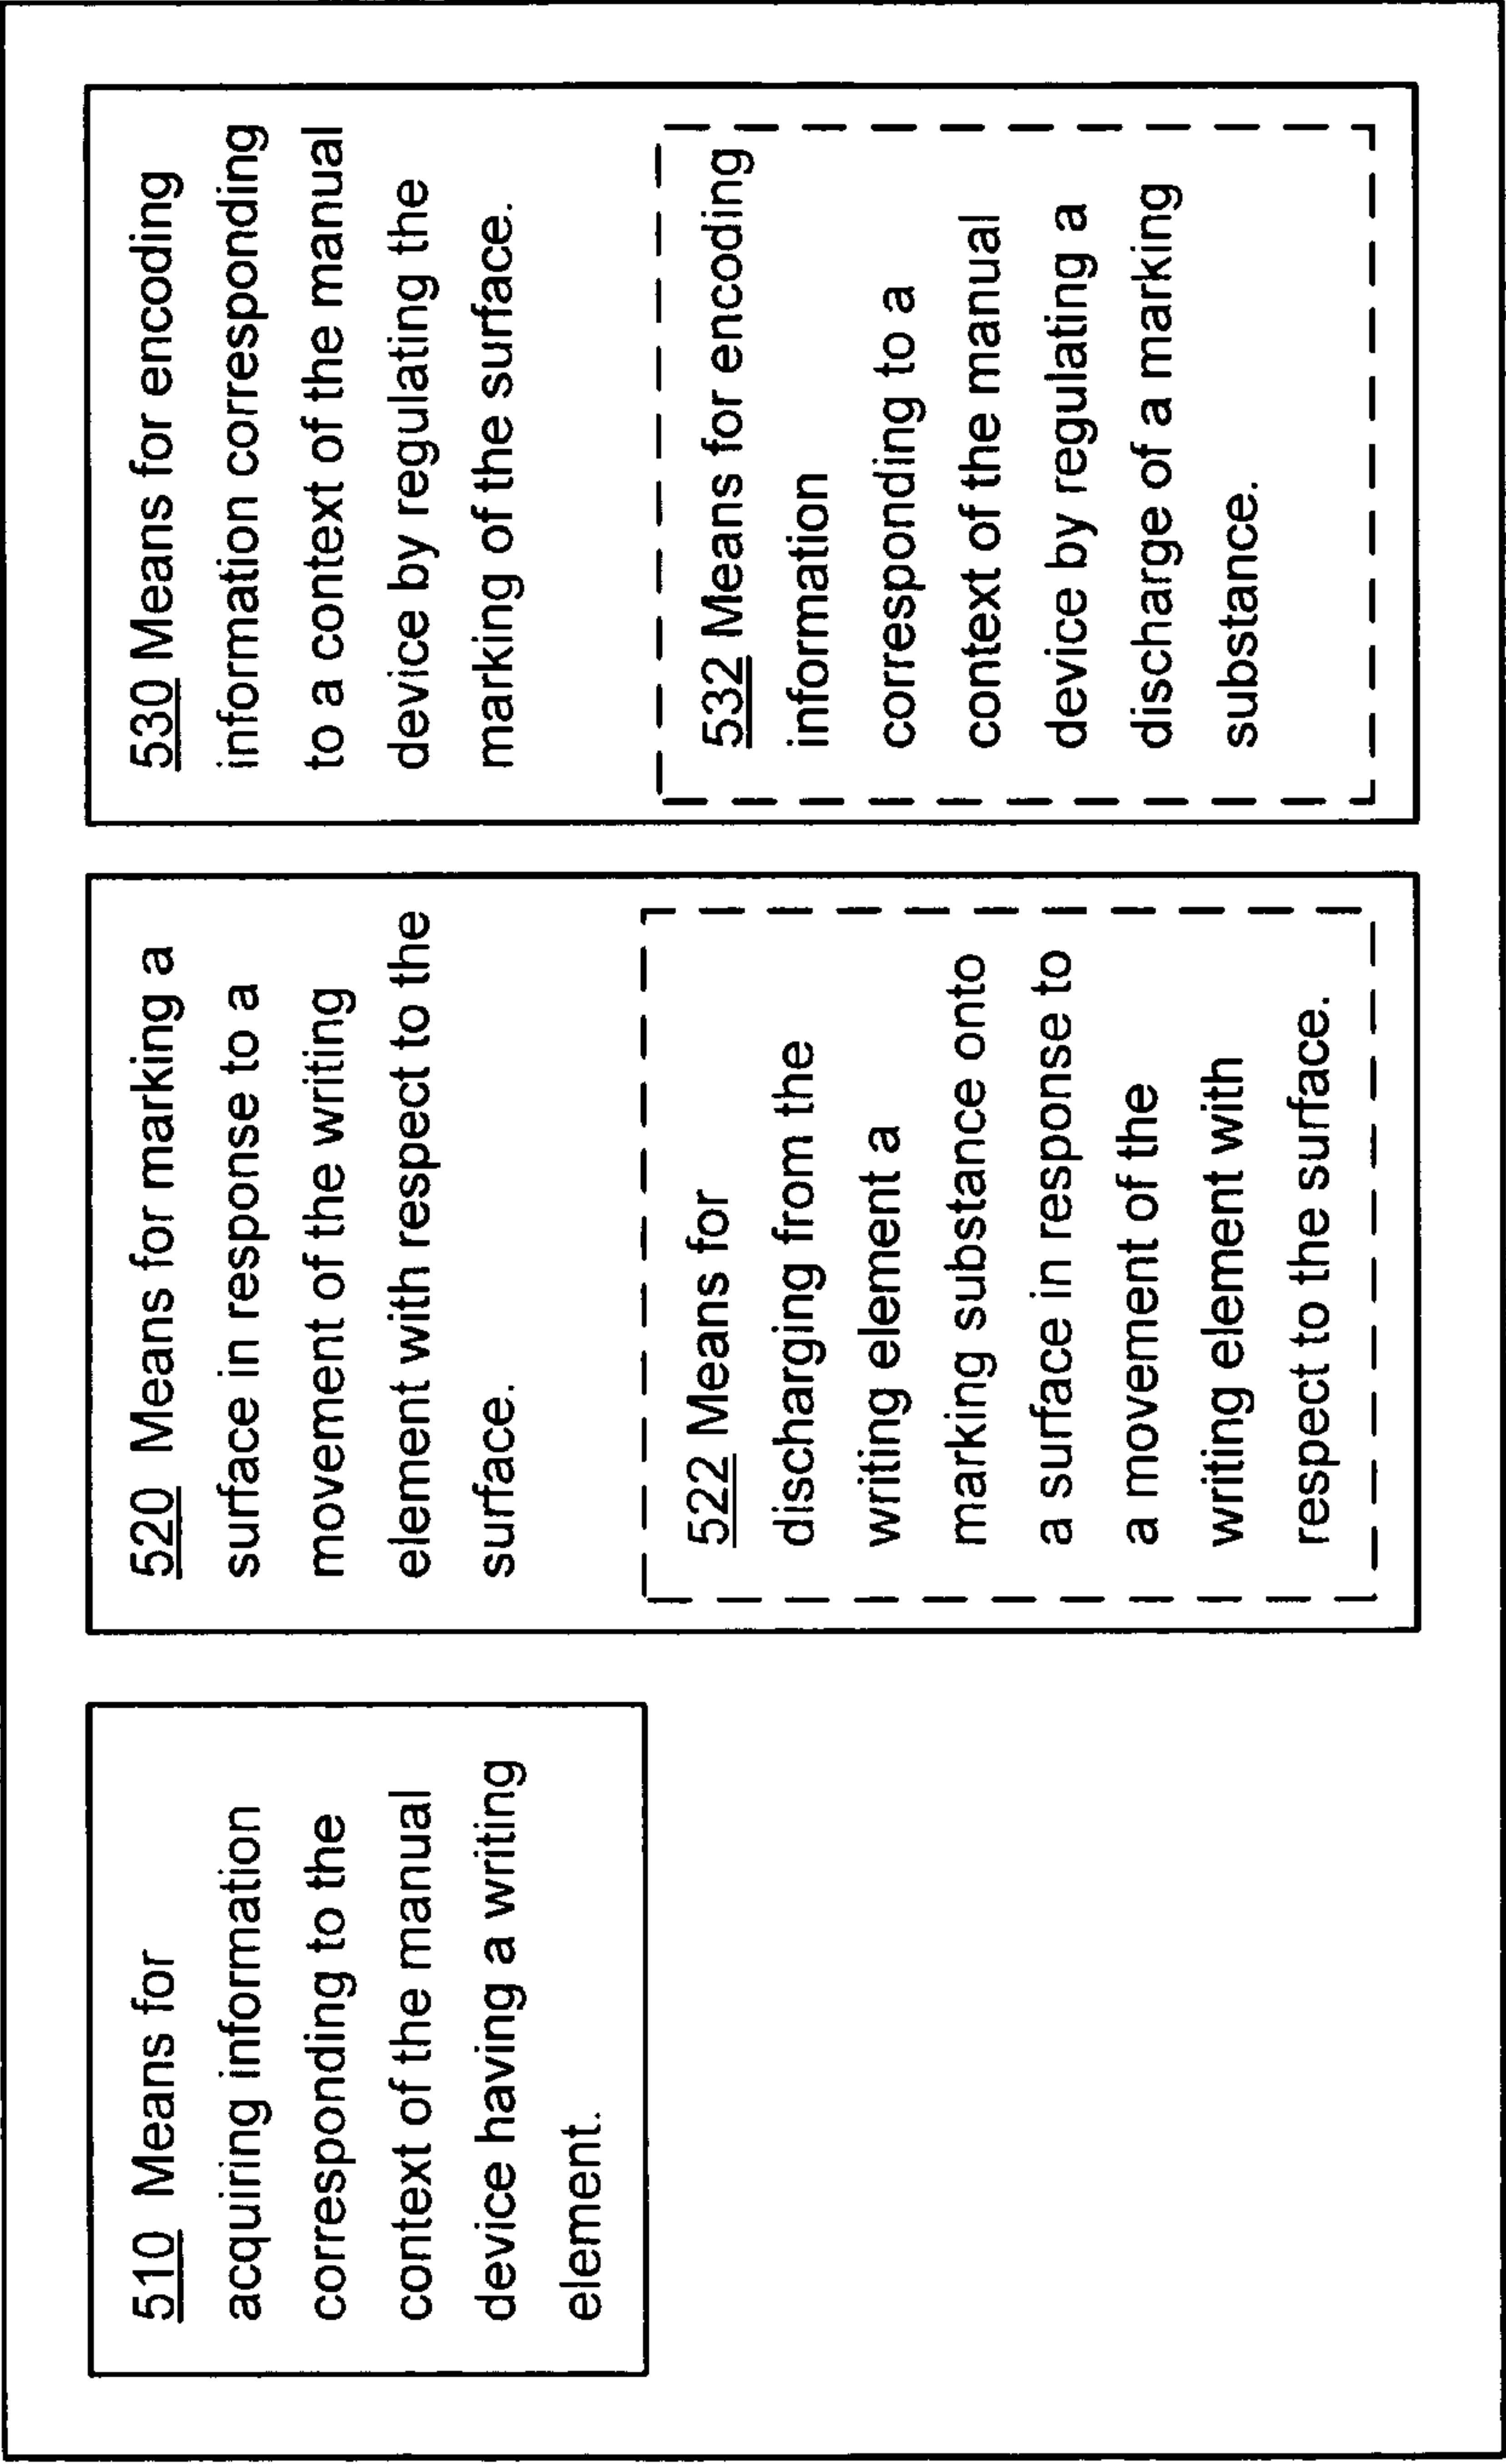 510 Means for
acquiring information
corresponding to the
context of the manual
device having a writing
element.
520 Means for marking a
surface in response to a
movement of the writing
element with respect to the
surface.
522 Means for
discharging from the
writing element a
marking substance onto
a surface in response to
a movement of the
writing element with
respect to the surface.
530 Means for encoding
information corresponding
to a context of the manual
device by regulating the
marking of the surface.
532 Means for encoding
information
corresponding to a
context of the manual
device by regulating a
discharge of a marking
substance.